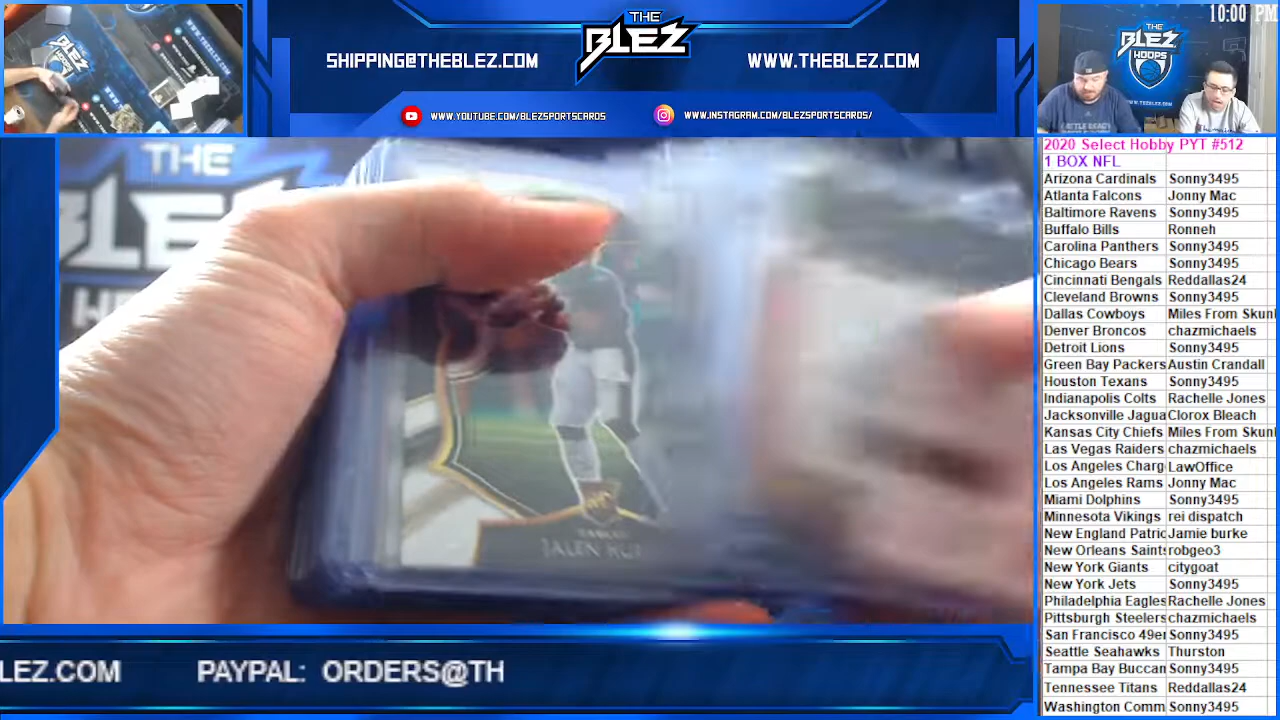 10:00 PM
THE
BLEZ
SHIPPING@THEBLEZ.COM
WWW.THEBLEZ.COM
WWW.YOUTUBE.COM/BLEZSPORTSCARDS
WWW.INSTAGRAM.COM/BLEZSPORTSCARDS/
THE
BLEZ
HOOPS
2020 Select Hobby PYT #512
1 BOX NFL
Arizona Cardinals Sonny3495
Atlanta Falcons Jonny Mac
Baltimore Ravens Sonny3495
Buffalo Bills Ronneh
Carolina Panthers Sonny3495
Chicago Bears Sonny3495
Cincinnati Bengals Reddallas24
Cleveland Browns Sonny3495
Dallas Cowboys Miles From Skun
Denver Broncos chazmichaels
Detroit Lions Sonny3495
Green Bay Packers Austin Crandall
Houston Texans Sonny3495
Indianapolis Colts Rachelle Jones
Jacksonville Jagua Clorox Bleach
Kansas City Chiefs Miles From Skun
Las Vegas Raiders chazmichaels
Los Angeles Charg LawOffice
Los Angeles Rams Jonny Mac
Miami Dolphins Sonny3495
Minnesota Vikings rei dispatch
New England Patric Jamie burke
New Orleans Saints robgeo3
New York Giants citygoat
New York Jets Sonny3495
Philadelphia Eagles Rachelle Jones
Pittsburgh Steelers chazmichaels
San Francisco 49er Sonny3495
Seattle Seahawks Thurston
Tampa Bay Buccan Sonny3495
Tennessee Titans Reddallas24
Washington Comm Sonny3495
THE
JALEN
LEZ.COM PAYPAL: ORDERS@TH